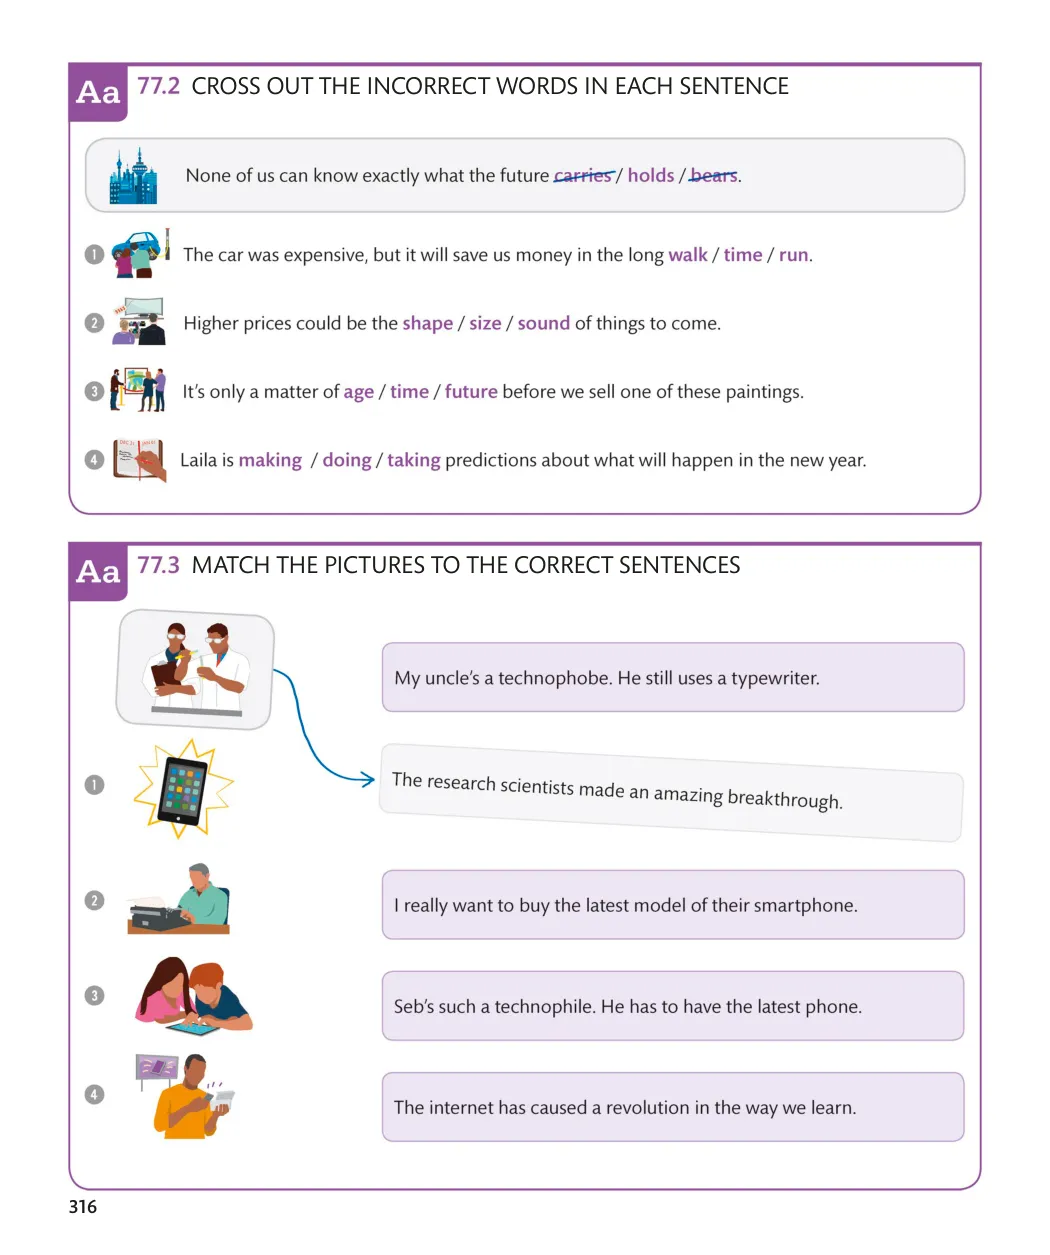 Aa 77.2 CROSS OUT THE INCORRECT WORDS IN EACH SENTENCE
None of us can know exactly what the future carries / holds / bears.
1 The car was expensive, but it will save us money in the long walk / time / run.
2 Higher prices could be the shape / size / sound of things to come.
3 It's only a matter of age / time / future before we sell one of these paintings.
4 Laila is making / doing / taking predictions about what will happen in the new year.
Aa 77.3 MATCH THE PICTURES TO THE CORRECT SENTENCES
My uncle's a technophobe. He still uses a typewriter.
1 The research scientists made an amazing breakthrough.
2 I really want to buy the latest model of their smartphone.
3 Seb's such a technophile. He has to have the latest phone.
4 The internet has caused a revolution in the way we learn.
316